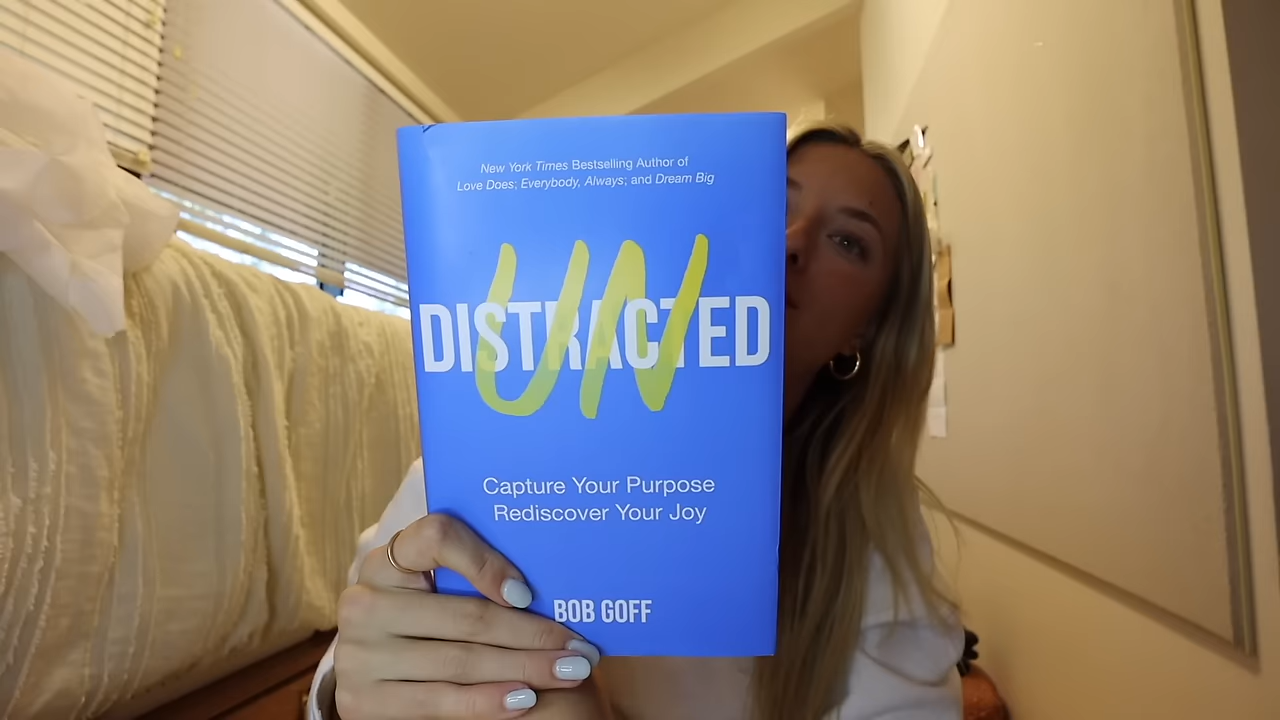 New York Times Bestselling Author of
Love Does; Everybody, Always; and Dream Big
UN
DISTRACTED
Capture Your Purpose
Rediscover Your Joy
BOB GOFF